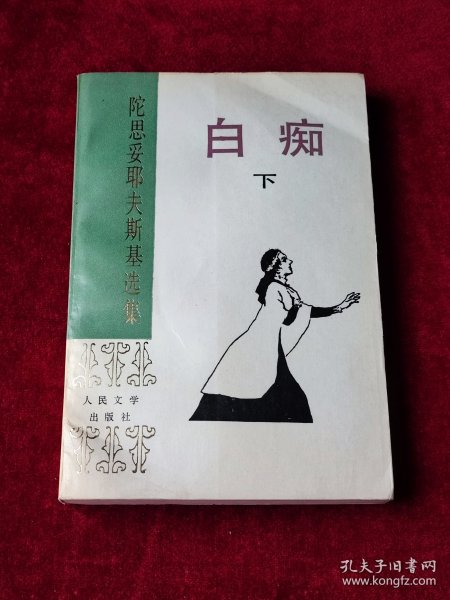 陀思妥耶夫斯基选集
白痴
下
人民文学
出版社
孔夫子旧书网
www.kongfz.com